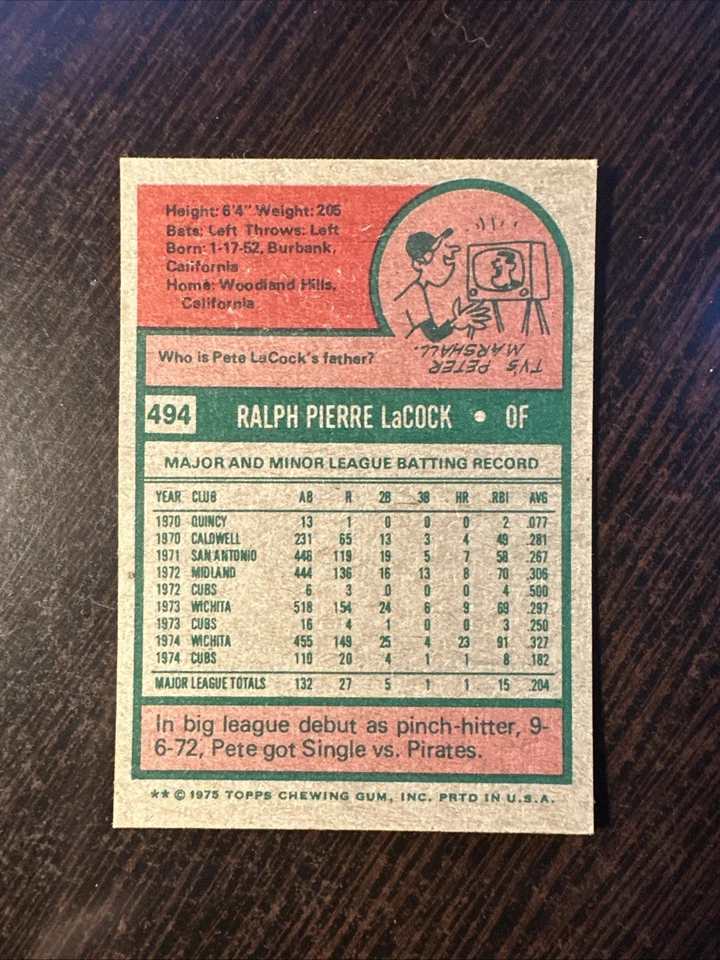 Height: 6'4" Weight: 205
Bats: Left Throws: Left
Born: 1-17-52, Burbank,
California
Home: Woodland Hills,
California
Who is Pete LaCock's father?
TV'S PETER
MARSHALL.
494 RALPH PIERRE LaCOCK • OF
MAJOR AND MINOR LEAGUE BATTING RECORD
YEAR CLUB AB R 2B 3B HR RBI AVG
1970 QUINCY 13 1 0 0 0 2 .077
1970 CALDWELL 231 65 13 3 4 49 .281
1971 SAN ANTONIO 446 119 19 5 7 58 .267
1972 MIDLAND 444 136 16 13 8 70 .306
1972 CUBS 6 3 0 0 0 4 .500
1973 WICHITA 518 154 24 6 9 69 .297
1973 CUBS 16 4 1 0 0 3 .250
1974 WICHITA 455 149 25 4 23 91 .327
1974 CUBS 110 20 4 1 1 8 .182
MAJOR LEAGUE TOTALS 132 27 5 1 1 15 .204
In big league debut as pinch-hitter, 9-
6-72, Pete got Single vs. Pirates.
** © 1975 TOPPS CHEWING GUM, INC. PRTD IN U.S.A.